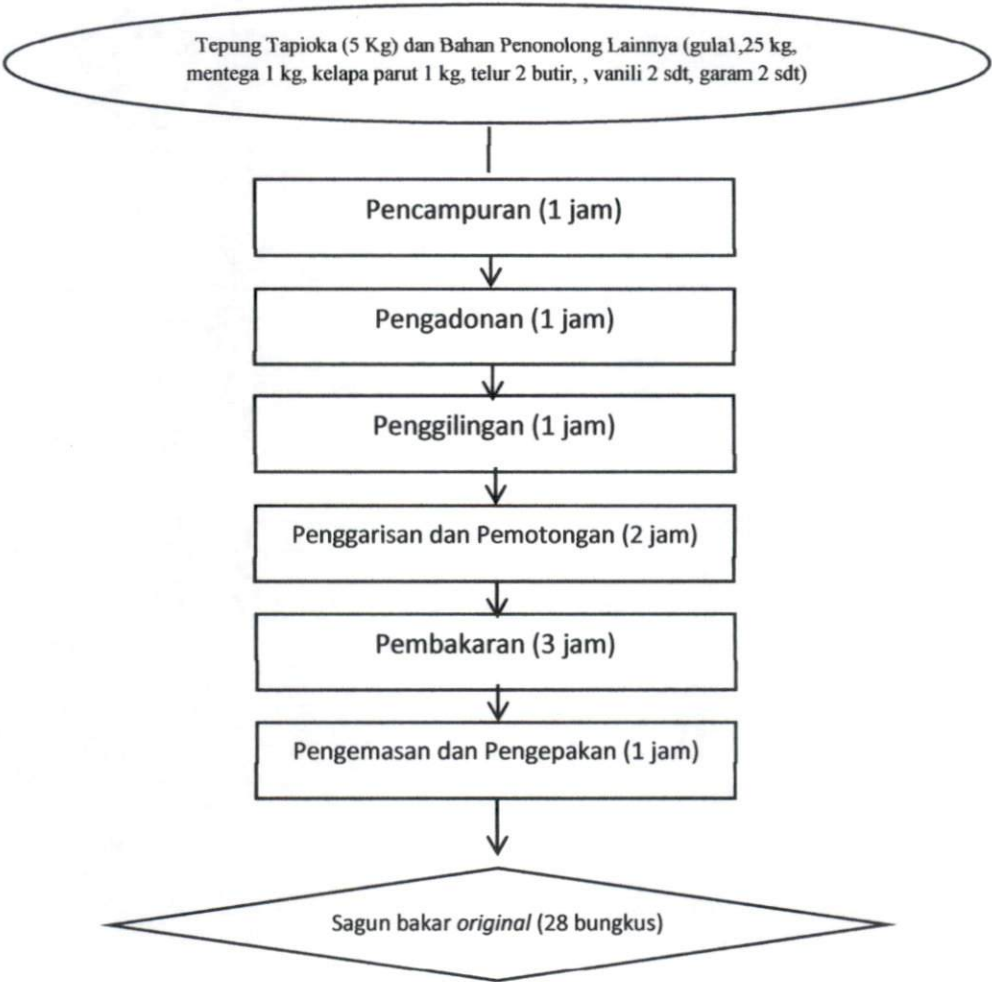 Tepung Tapioka (5 Kg) dan Bahan Penonolong Lainnya (gula1,25 kg,
mentega 1 kg, kelapa parut 1 kg, telur 2 butir, , vanili 2 sdt, garam 2 sdt)
Pencampuran (1 jam)
Pengadonan (1 jam)
Penggilingan (1 jam)
Penggarisan dan Pemotongan (2 jam)
Pembakaran (3 jam)
Pengemasan dan Pengepakan (1 jam)
Sagun bakar original (28 bungkus)